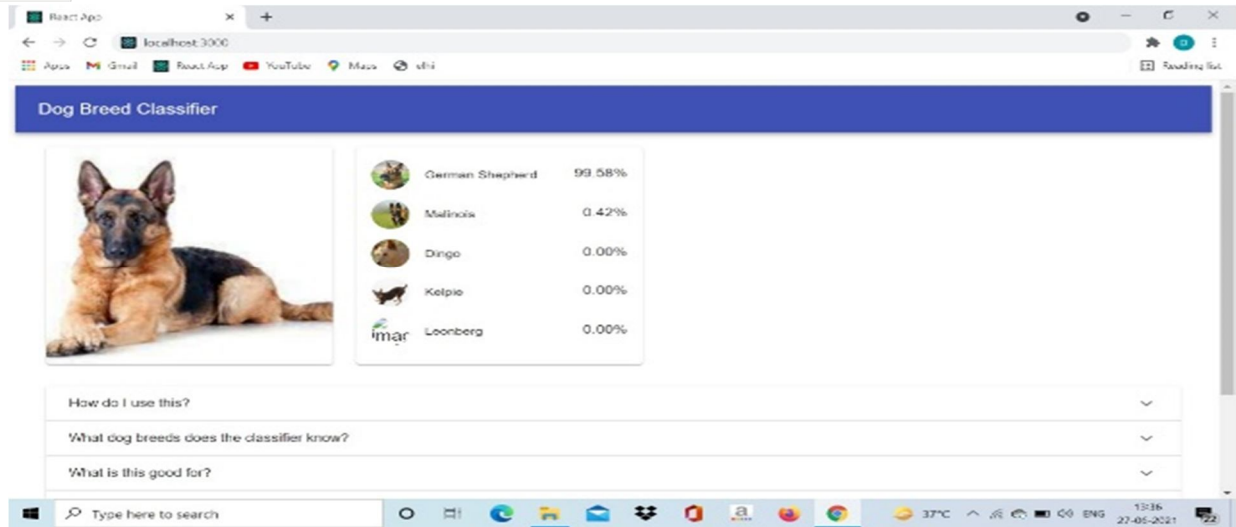 React App
localhost:3000
Apps Gmail React App YouTube Maps Reading list
Dog Breed Classifier
German Shepherd 99.58%
Malinois 0.42%
Dingo 0.00%
Kelpie 0.00%
imar Leonberg 0.00%
How do I use this?
What dog breeds does the classifier know?
What is this good for?
Type here to search
a
37°C ENG
13:36
27-06-2021
22